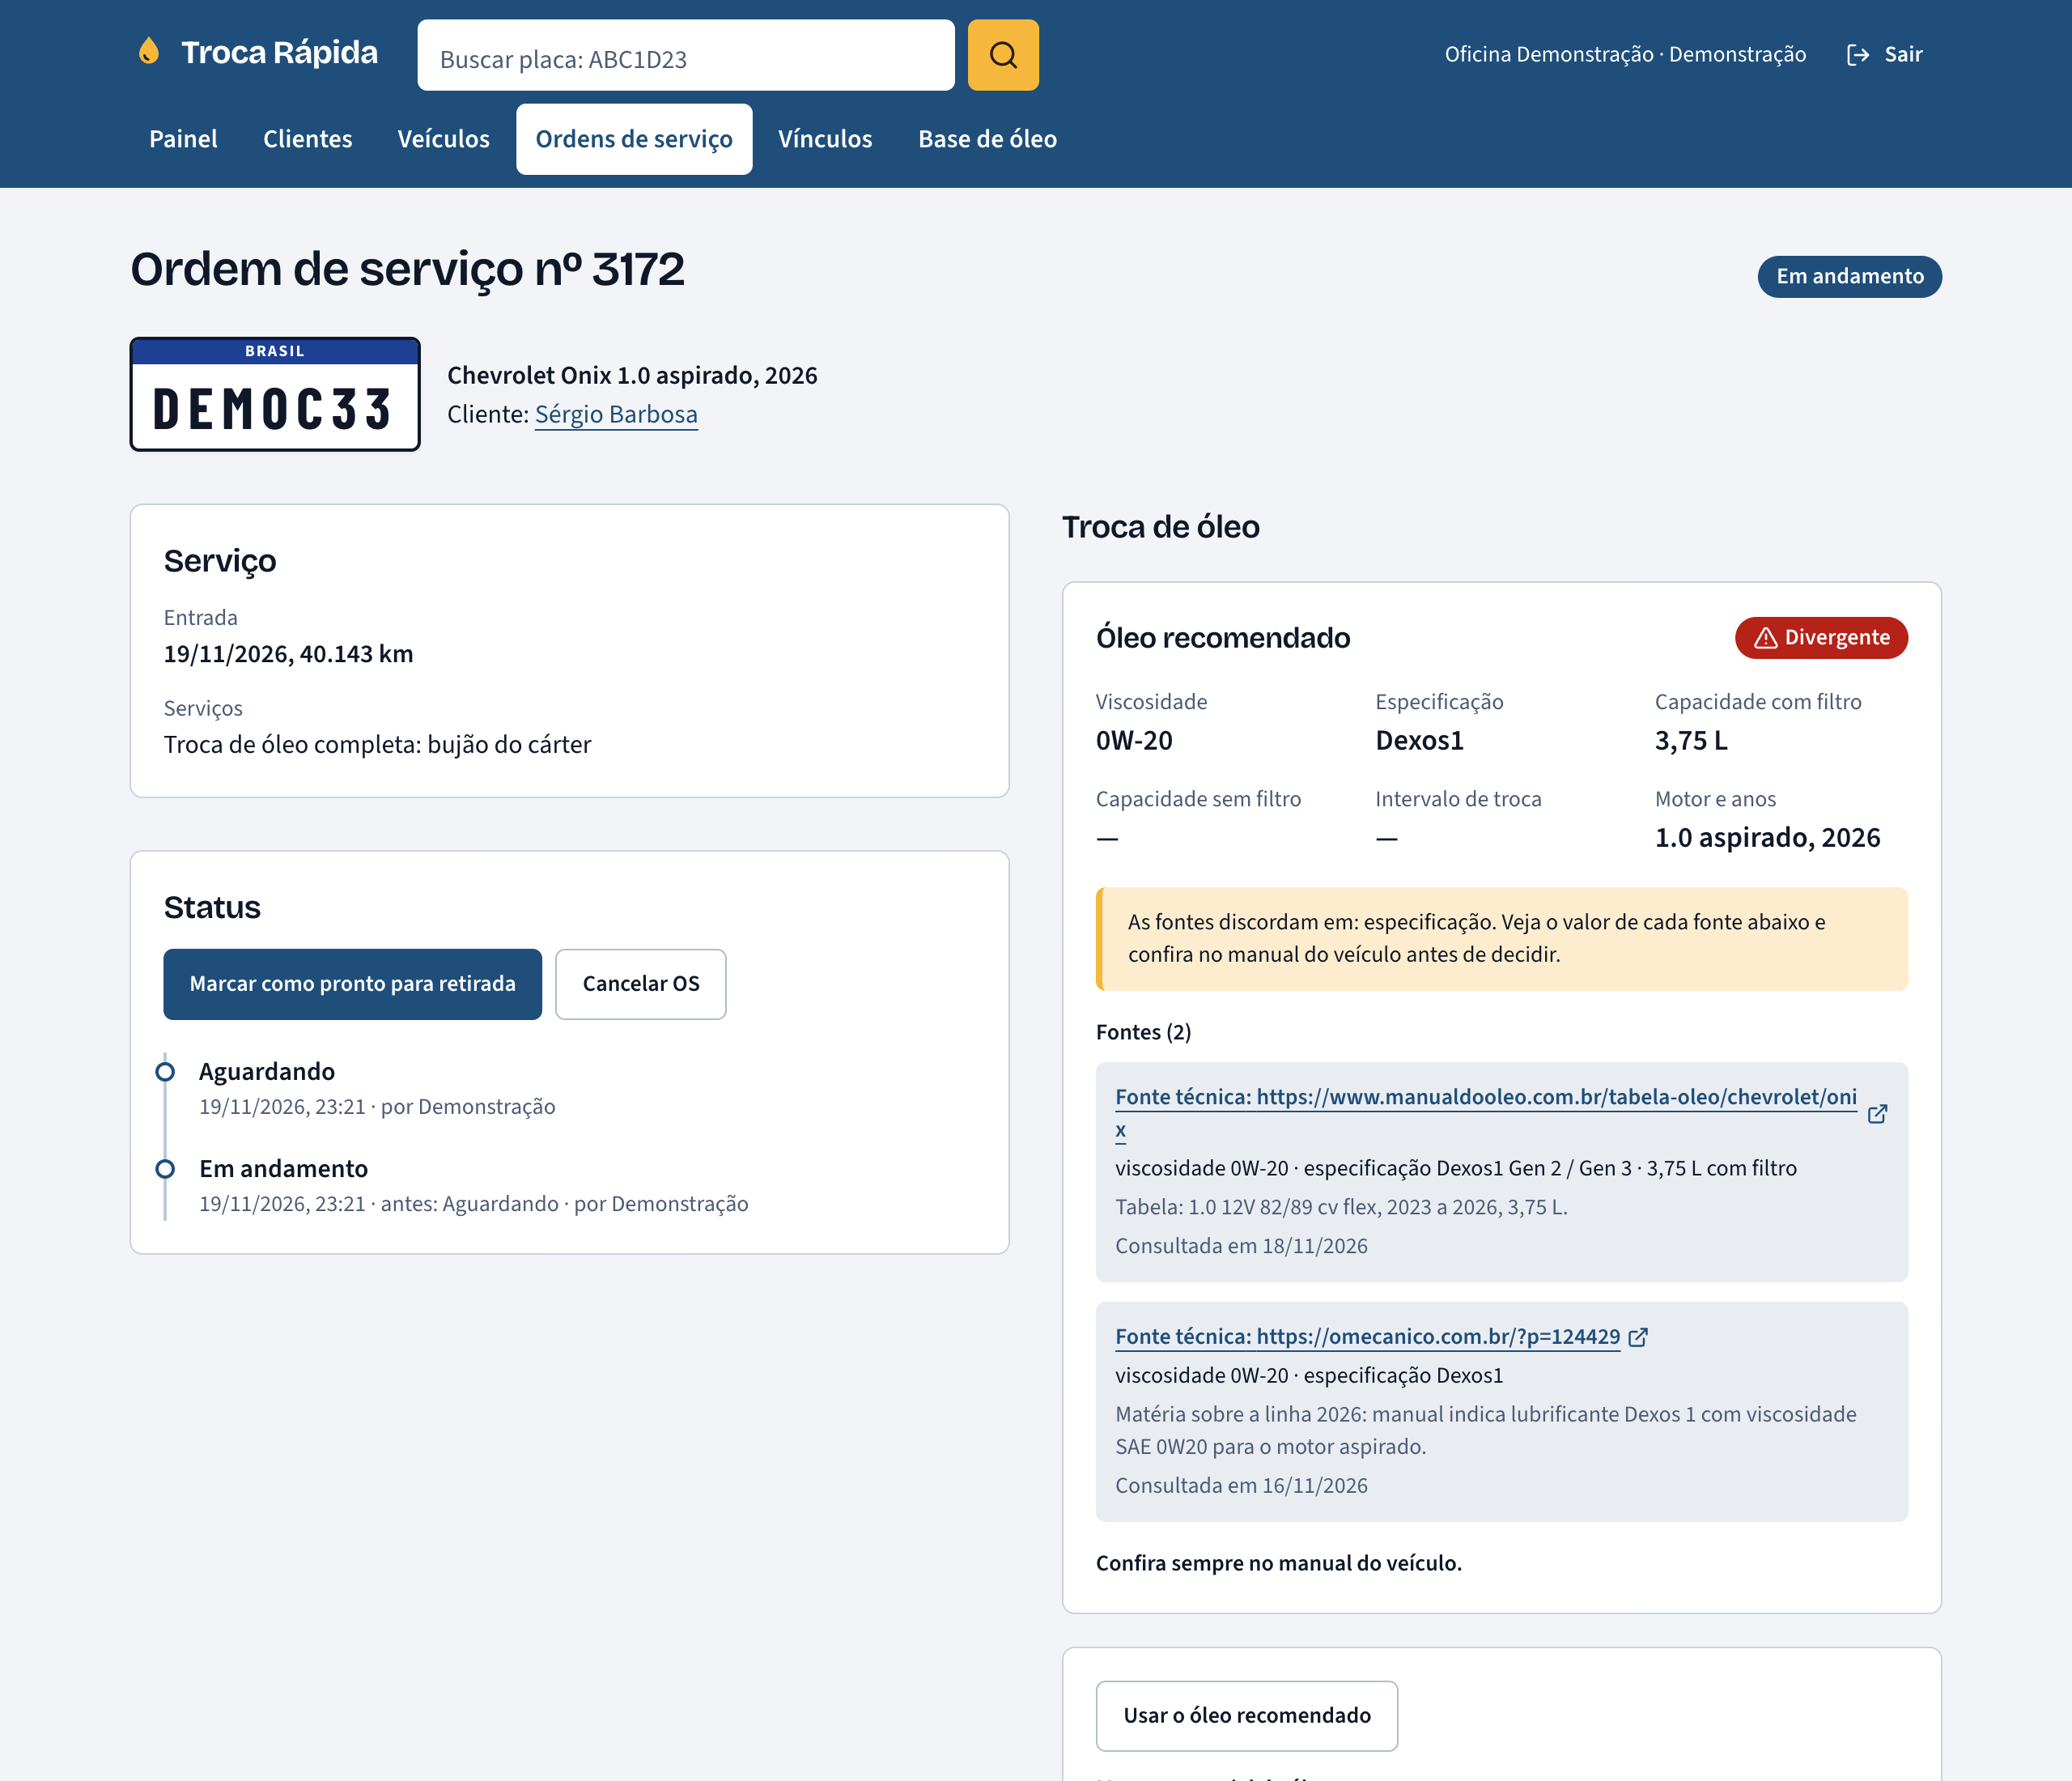 Troca Rápida
Buscar placa: ABC1D23
Oficina Demonstração · Demonstração
Sair
Painel
Clientes
Veículos
Ordens de serviço
Vínculos
Base de óleo
Ordem de serviço nº 3172
Em andamento
BRASIL
DEMOC33
Chevrolet Onix 1.0 aspirado, 2026
Cliente: Sérgio Barbosa
Serviço
Entrada
19/11/2026, 40.143 km
Serviços
Troca de óleo completa: bujão do cárter
Status
Marcar como pronto para retirada
Cancelar OS
Aguardando
19/11/2026, 23:21 · por Demonstração
Em andamento
19/11/2026, 23:21 · antes: Aguardando · por Demonstração
Troca de óleo
Óleo recomendado
Divergente
Viscosidade
0W-20
Especificação
Dexos1
Capacidade com filtro
3,75 L
Capacidade sem filtro
—
Intervalo de troca
—
Motor e anos
1.0 aspirado, 2026
As fontes discordam em: especificação. Veja o valor de cada fonte abaixo e
confira no manual do veículo antes de decidir.
Fontes (2)
Fonte técnica: https://www.manualdooleo.com.br/tabela-oleo/chevrolet/oni
x
viscosidade 0W-20 · especificação Dexos1 Gen 2 / Gen 3 · 3,75 L com filtro
Tabela: 1.0 12V 82/89 cv flex, 2023 a 2026, 3,75 L.
Consultada em 18/11/2026
Fonte técnica: https://omecanico.com.br/?p=124429
viscosidade 0W-20 · especificação Dexos1
Matéria sobre a linha 2026: manual indica lubrificante Dexos 1 com viscosidade
SAE 0W20 para o motor aspirado.
Consultada em 16/11/2026
Confira sempre no manual do veículo.
Usar o óleo recomendado